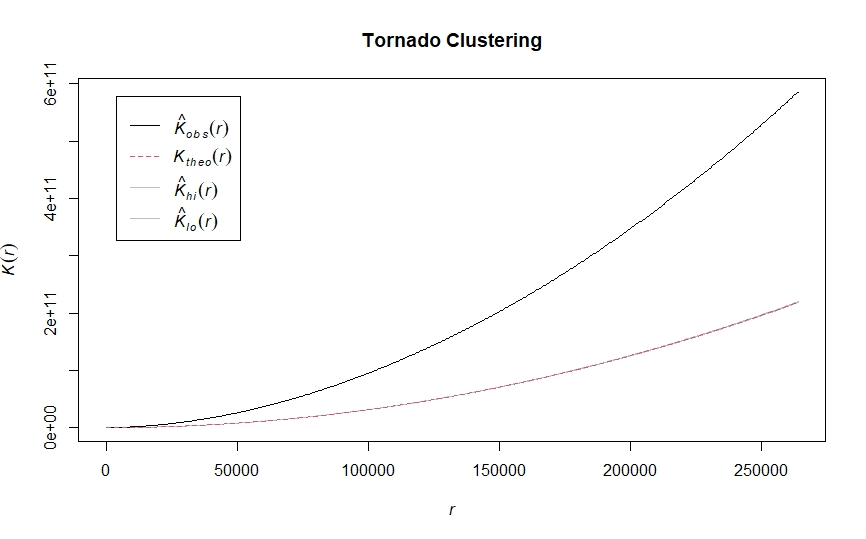 Tornado Clustering
6e+11
4e+11
2e+11
0e+00
K(r)
K̂obs(r)
Ktheo(r)
K̂hi(r)
K̂lo(r)
0 50000 100000 150000 200000 250000
r